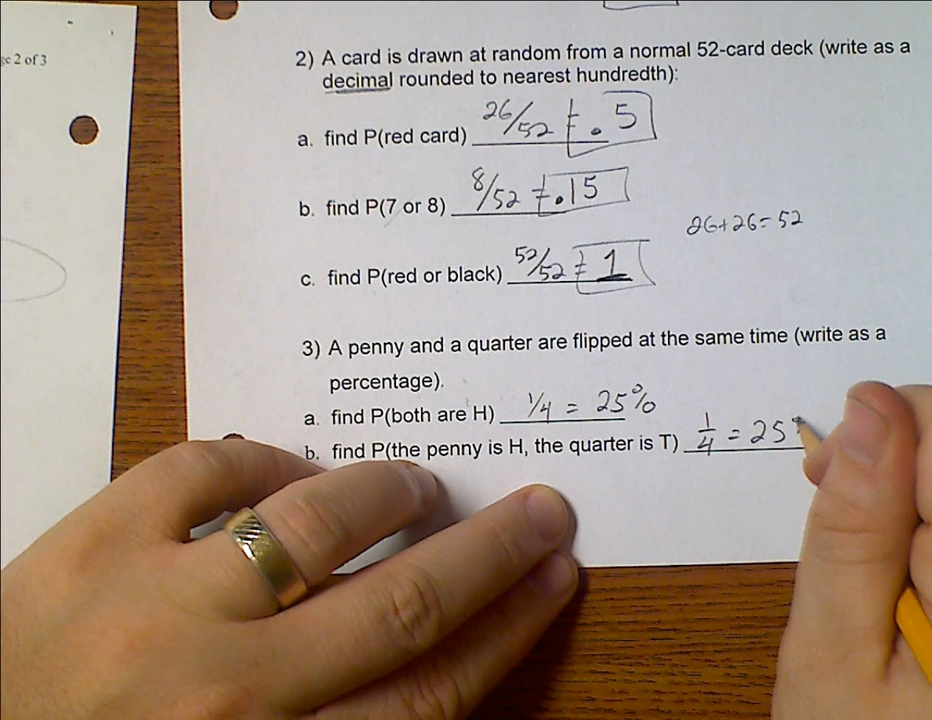 ge 2 of 3
2) A card is drawn at random from a normal 52-card deck (write as a
decimal rounded to nearest hundredth):
a. find P(red card) 26/52 = .5
b. find P(7 or 8) 8/52 = .15
26+26=52
c. find P(red or black) 52/52 = 1
3) A penny and a quarter are flipped at the same time (write as a
percentage).
a. find P(both are H) 1/4 = 25%
b. find P(the penny is H, the quarter is T) 1/4 = 25%